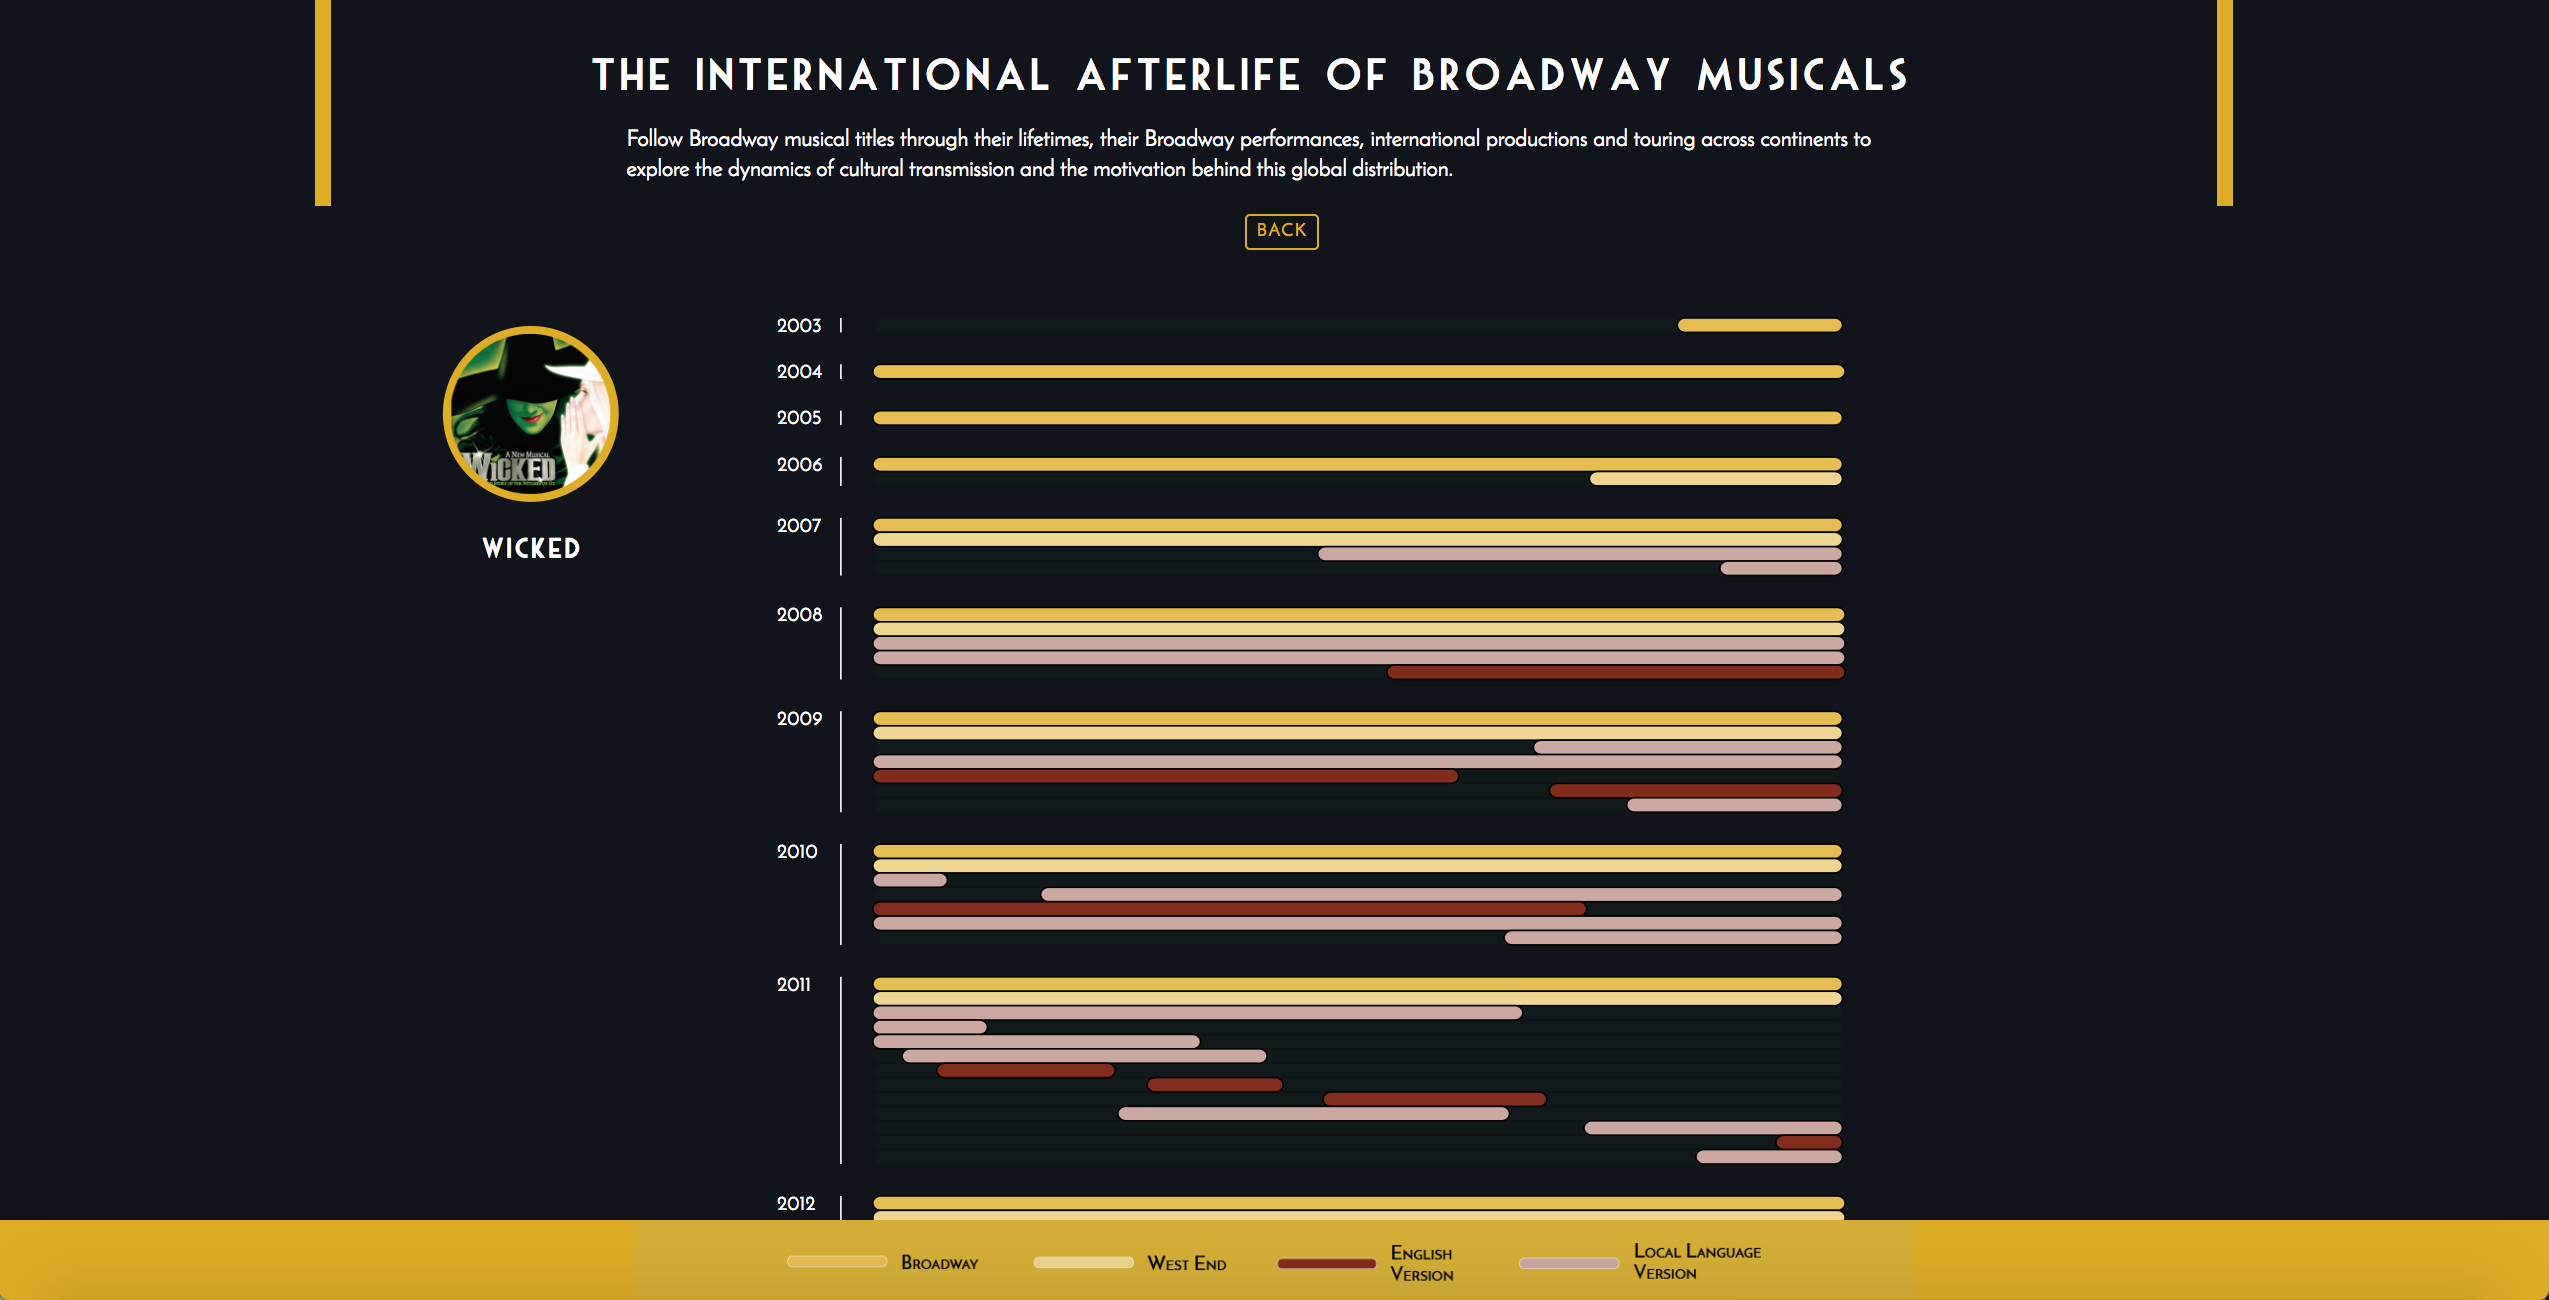 THE INTERNATIONAL AFTERLIFE OF BROADWAY MUSICALS
Follow Broadway musical titles through their lifetimes, their Broadway performances, international productions and touring across continents to
explore the dynamics of cultural transmission and the motivation behind this global distribution.
BACK
A NEW MUSICAL
WICKED
WICKED
2003
2004
2005
2006
2007
2008
2009
2010
2011
2012
BROADWAY
WEST END
ENGLISH
VERSION
LOCAL LANGUAGE
VERSION